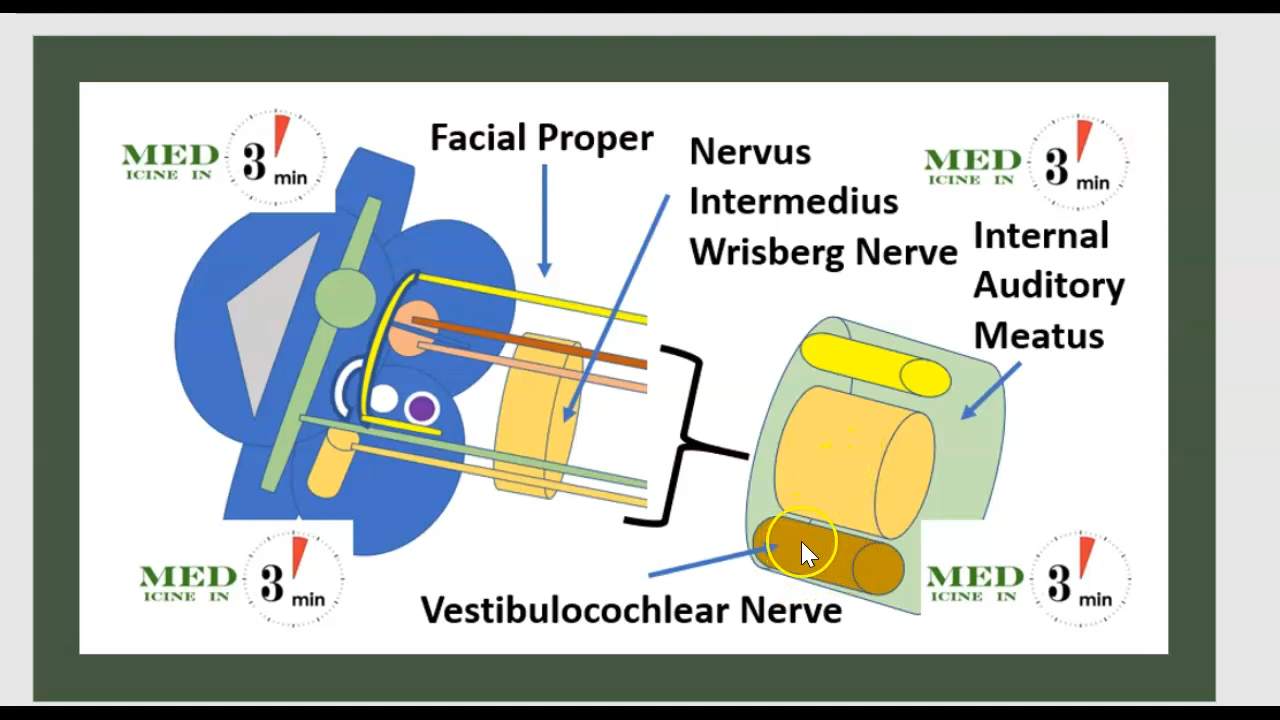 MED
ICINE IN
3
min
Facial Proper
Nervus
Intermedius
Wrisberg Nerve
MED
ICINE IN
3
min
Internal
Auditory
Meatus
MED
ICINE IN
3
min
Vestibulocochlear Nerve
MED
ICINE IN
3
min